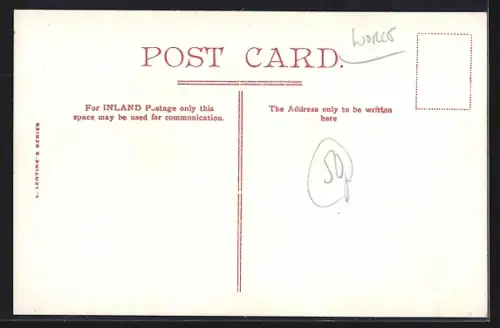 POST CARD.
WORCS
For INLAND Postage only this
space may be used for communication.
The Address only to be written
here
50p
VALENTINE'S SERIES